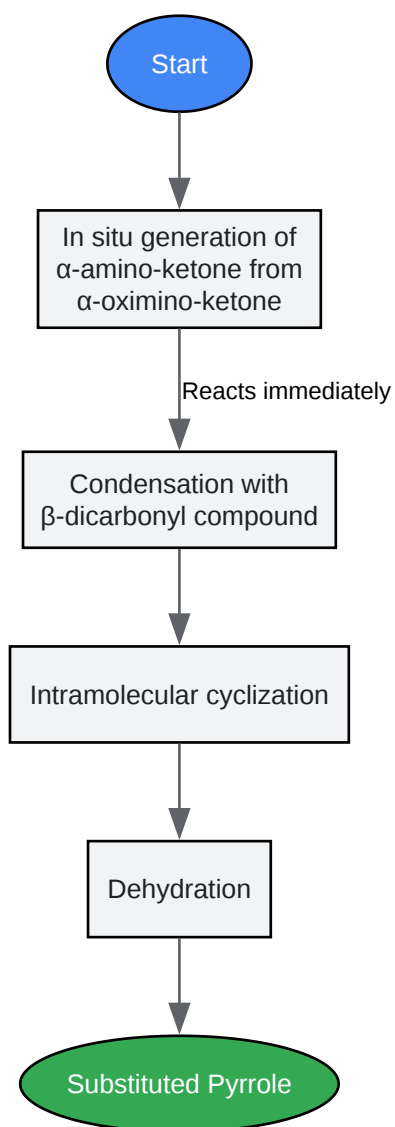 Start
In situ generation of
α-amino-ketone from
α-oximino-ketone
Reacts immediately
Condensation with
β-dicarbonyl compound
Intramolecular cyclization
Dehydration
Substituted Pyrrole